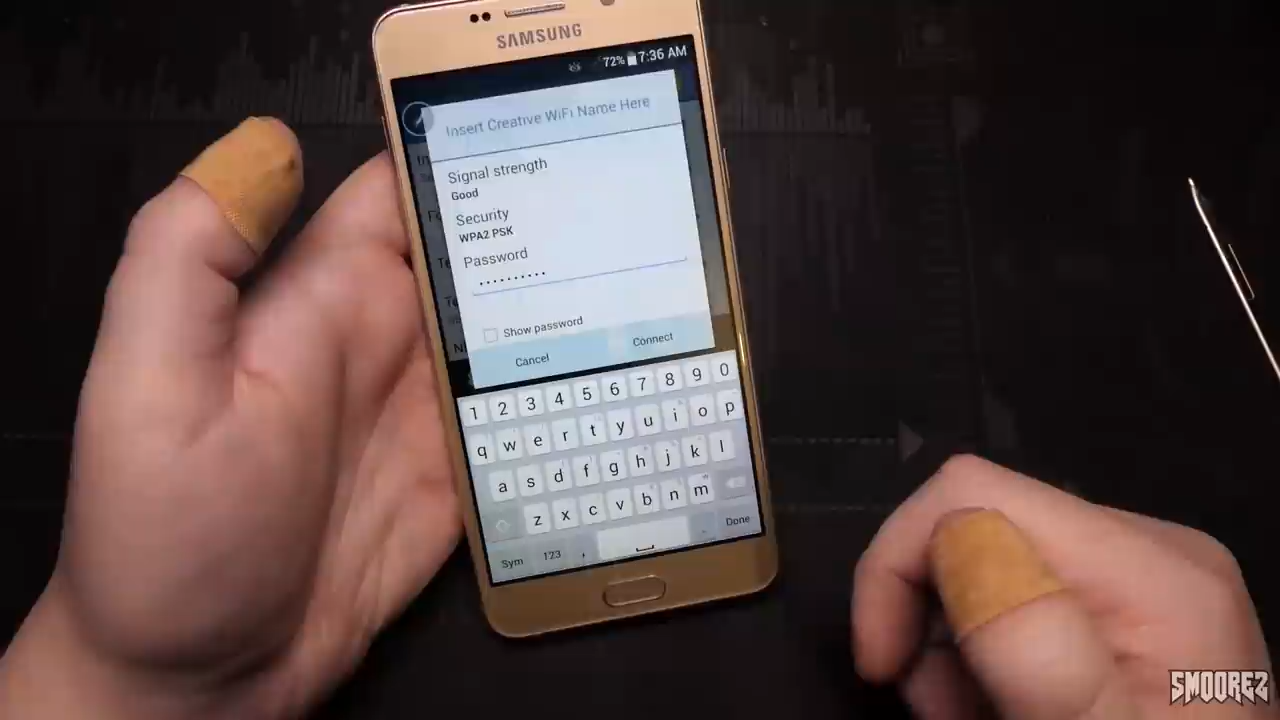 SAMSUNG
72% 7:36 AM
Insert Creative WiFi Name Here
Signal strength
Good
Security
WPA2 PSK
Password
••••••••••
Show password
Cancel Connect
1 2 3 4 5 6 7 8 9 0
q w e r t y u i o p
a s d f g h j k l
z x c v b n m
Sym 123 , . Done
SMOOREZ